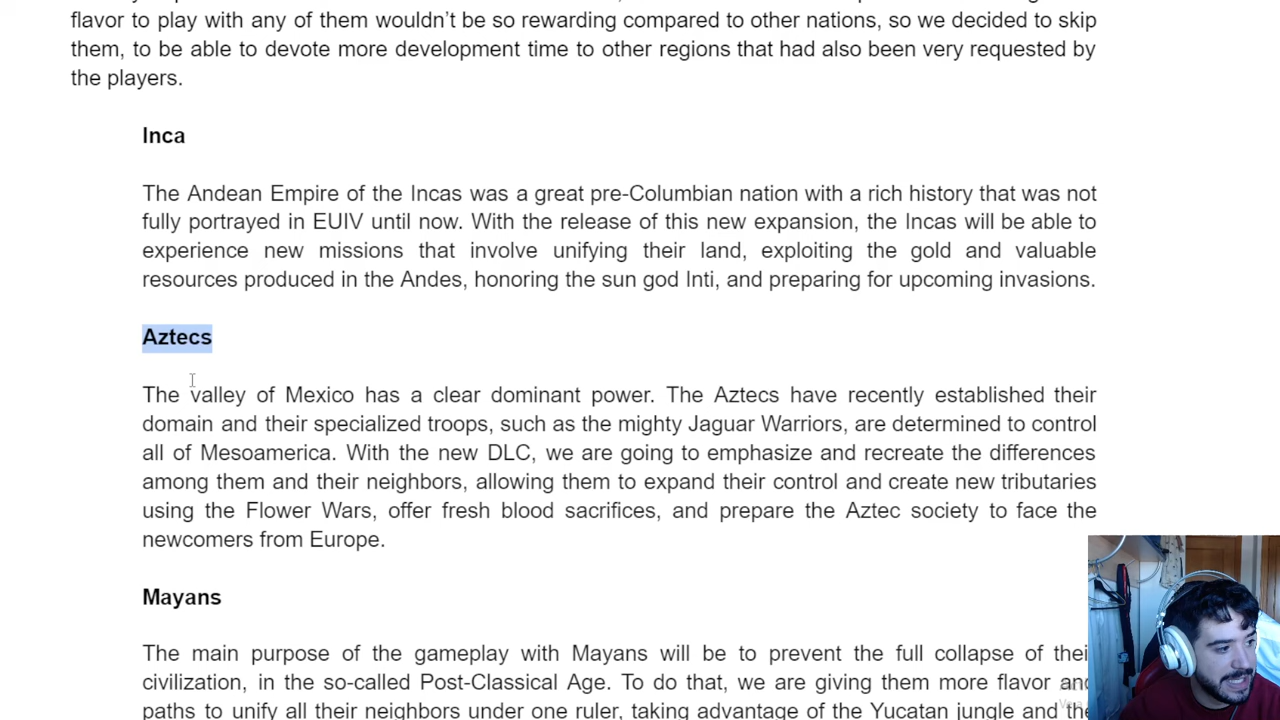 flavor to play with any of them wouldn’t be so rewarding compared to other nations, so we decided to skip
them, to be able to devote more development time to other regions that had also been very requested by
the players.
Inca
The Andean Empire of the Incas was a great pre-Columbian nation with a rich history that was not
fully portrayed in EUIV until now. With the release of this new expansion, the Incas will be able to
experience new missions that involve unifying their land, exploiting the gold and valuable
resources produced in the Andes, honoring the sun god Inti, and preparing for upcoming invasions.
Aztecs
The valley of Mexico has a clear dominant power. The Aztecs have recently established their
domain and their specialized troops, such as the mighty Jaguar Warriors, are determined to control
all of Mesoamerica. With the new DLC, we are going to emphasize and recreate the differences
among them and their neighbors, allowing them to expand their control and create new tributaries
using the Flower Wars, offer fresh blood sacrifices, and prepare the Aztec society to face the
newcomers from Europe.
Mayans
The main purpose of the gameplay with Mayans will be to prevent the full collapse of their
civilization, in the so-called Post-Classical Age. To do that, we are giving them more flavor and
paths to unify all their neighbors under one ruler, taking advantage of the Yucatan jungle and the